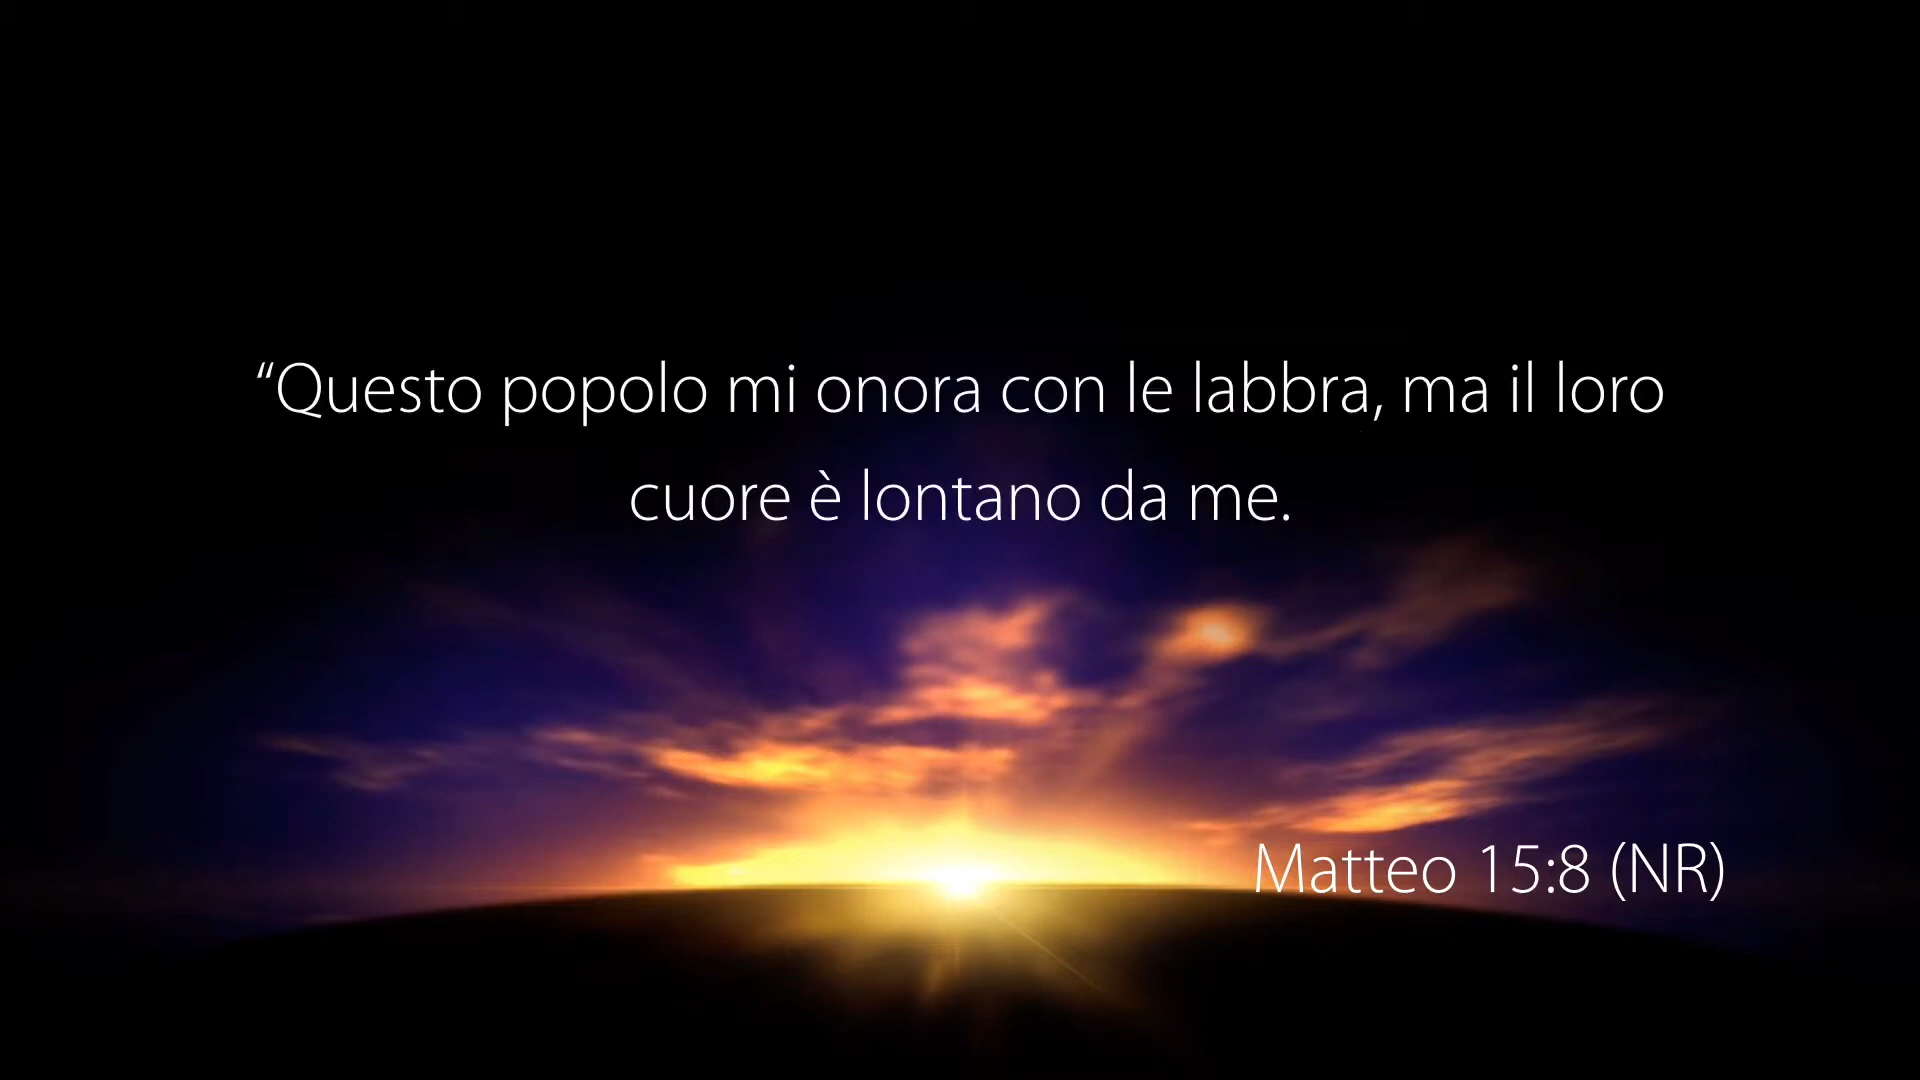 “Questo popolo mi onora con le labbra, ma il loro
cuore è lontano da me.
Matteo 15:8 (NR)